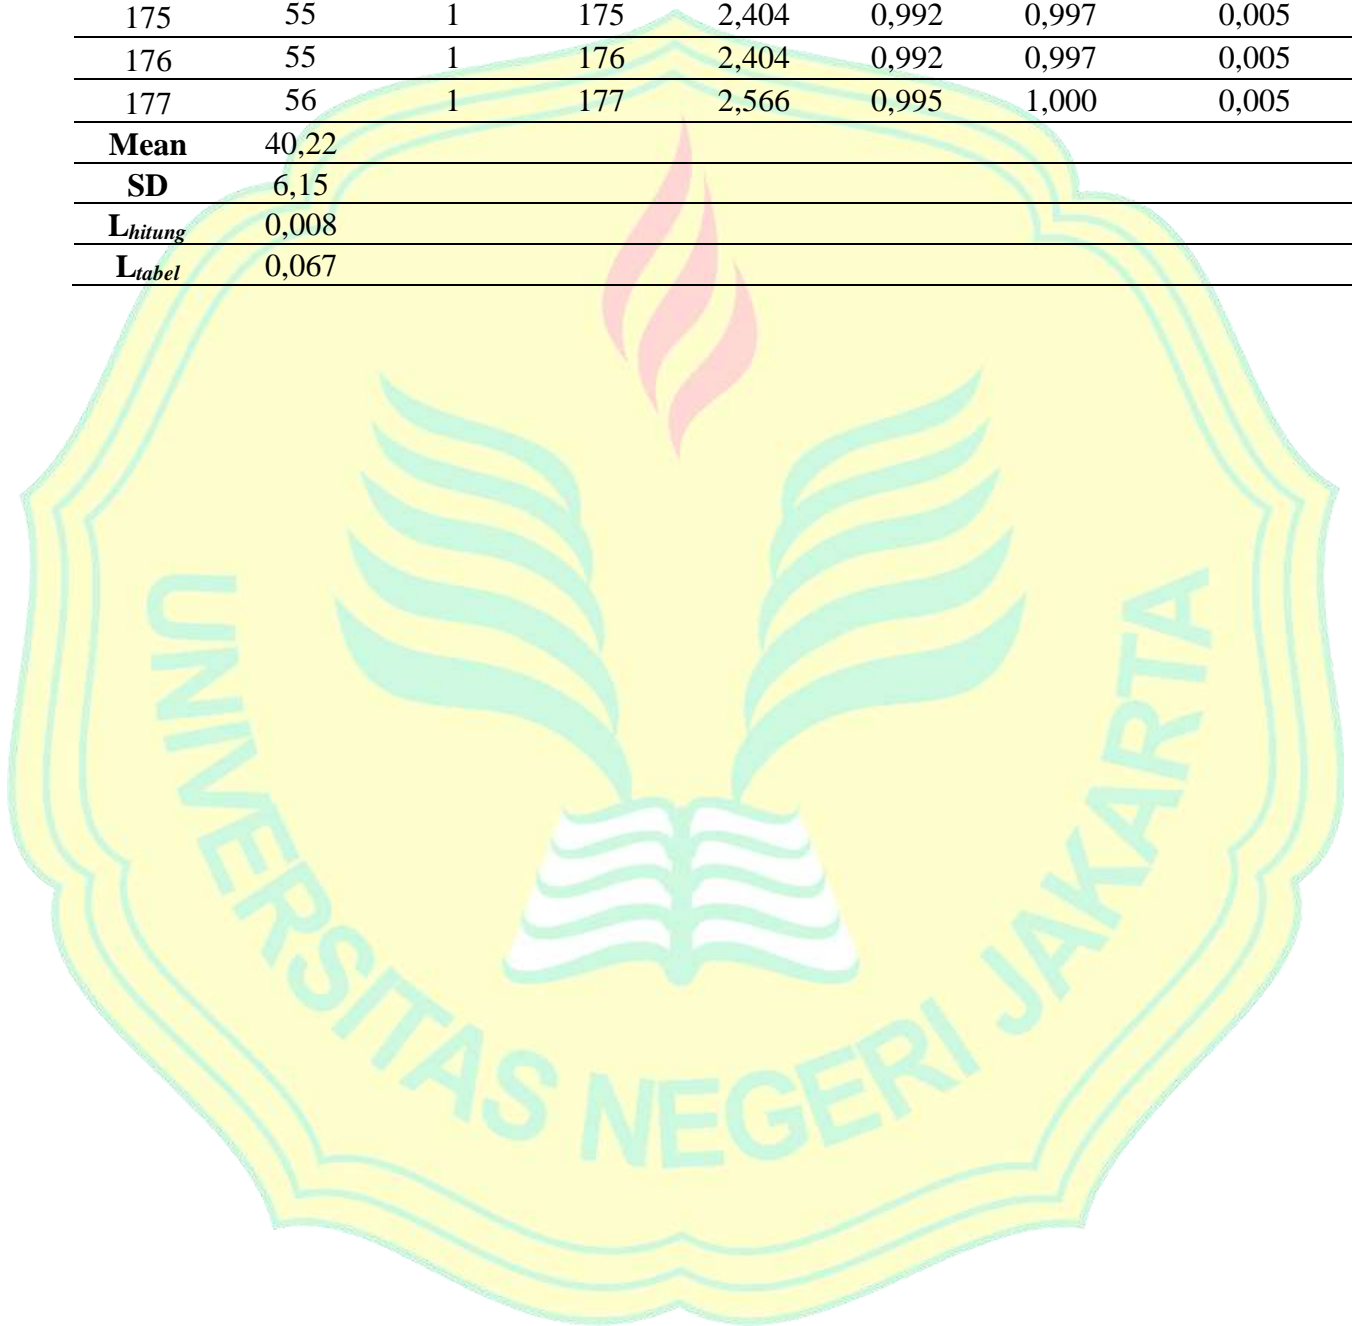 175 55 1 175 2,404 0,992 0,997 0,005
176 55 1 176 2,404 0,992 0,997 0,005
177 56 1 177 2,566 0,995 1,000 0,005
Mean 40,22
SD 6,15
Lhitung 0,008
Ltabel 0,067
UNIVERSITAS NEGERI JAKARTA